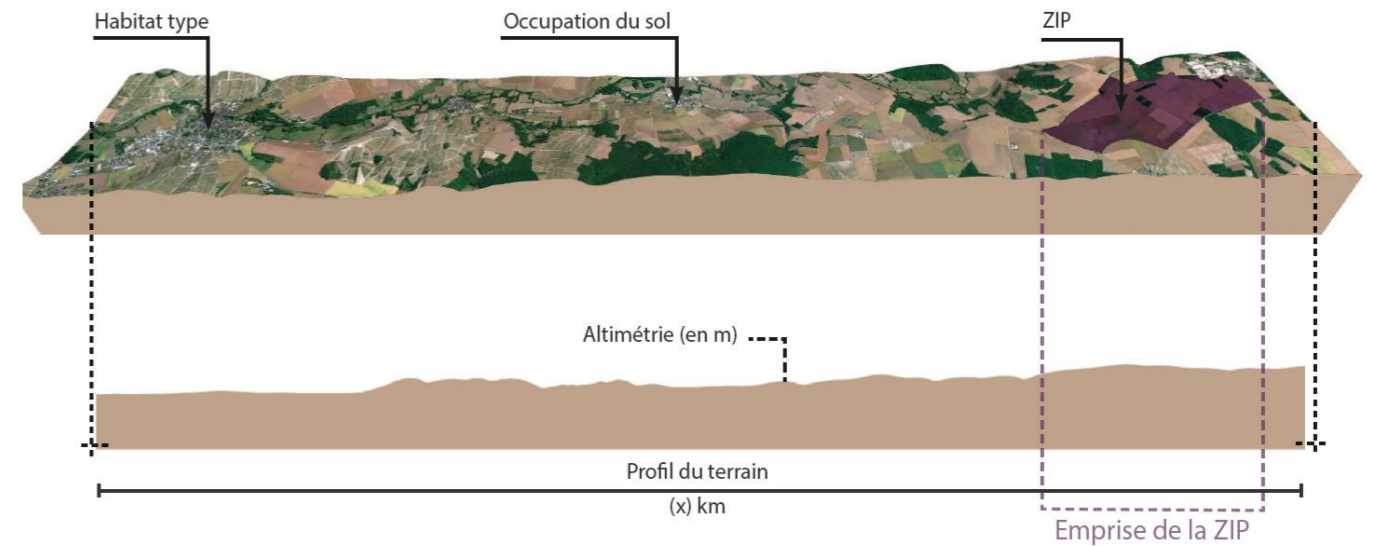 Habitat type
Occupation du sol
ZIP
Altimétrie (en m)
Profil du terrain
(x) km
Emprise de la ZIP